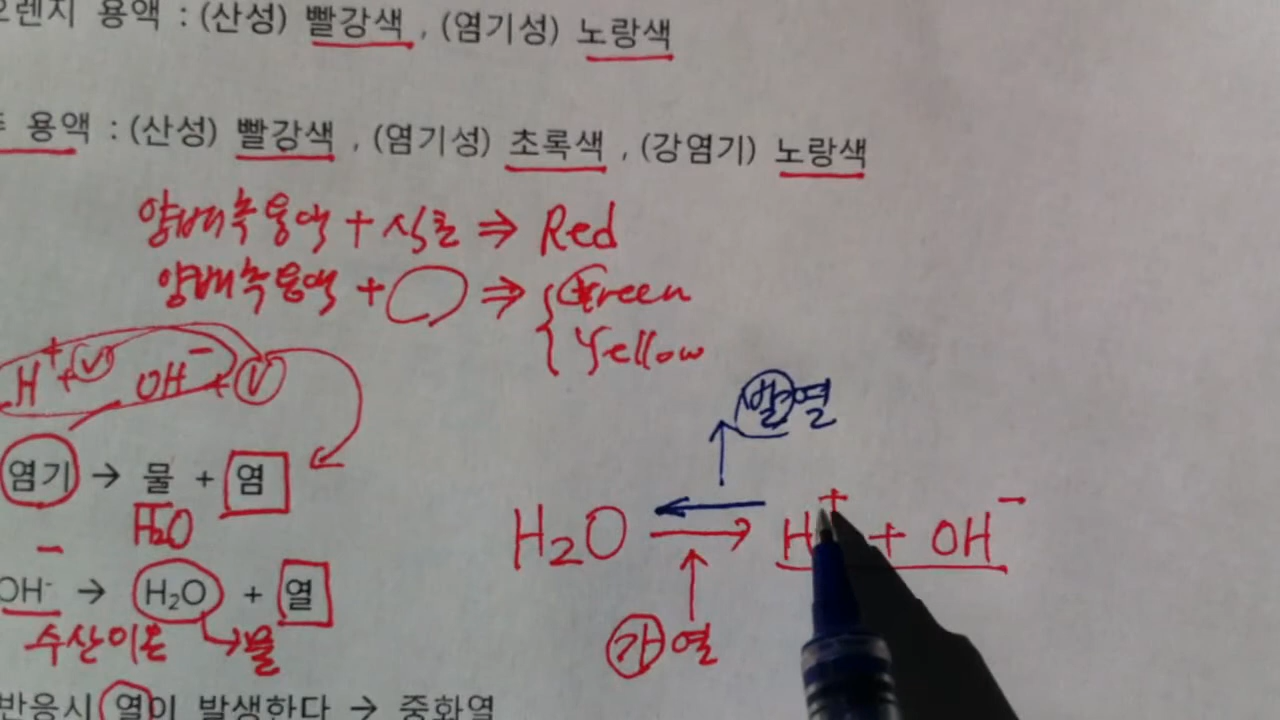 오렌지 용액 : (산성) 빨강색 , (염기성) 노랑색
용액 : (산성) 빨강색 , (염기성) 초록색 , (강염기) 노랑색
양배추용액 + 식초 ⇒ Red
양배추용액 + ⇒ Green
Yellow
H⁺ + V OH⁻ + V
발열
염기 → 물 + 염
H₂O
H₂O H⁺ + OH⁻
OH⁻ → H₂O + 열
가열
수산이온 → 물
반응시 열이 발생한다 → 중화열